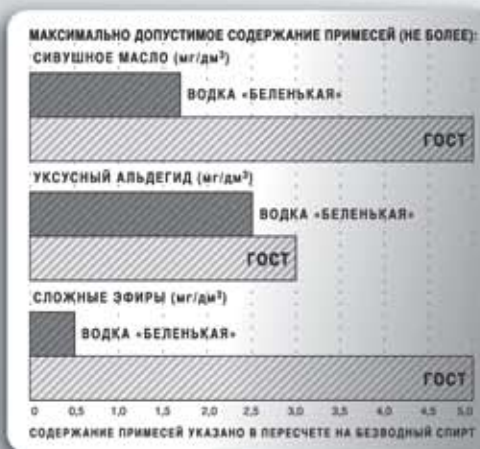 МАКСИМАЛЬНО ДОПУСТИМОЕ СОДЕРЖАНИЕ ПРИМЕСЕЙ (НЕ БОЛЕЕ):
СИВУШНОЕ МАСЛО (мг/дм³)
ВОДКА «БЕЛЕНЬКАЯ»
ГОСТ
УКСУСНЫЙ АЛЬДЕГИД (мг/дм³)
ВОДКА «БЕЛЕНЬКАЯ»
ГОСТ
СЛОЖНЫЕ ЭФИРЫ (мг/дм³)
ВОДКА «БЕЛЕНЬКАЯ»
ГОСТ
0 0,5 1,0 1,5 2,0 2,5 3,0 3,5 4,0 4,5 5,0
СОДЕРЖАНИЕ ПРИМЕСЕЙ УКАЗАНО В ПЕРЕСЧЕТЕ НА БЕЗВОДНЫЙ СПИРТ